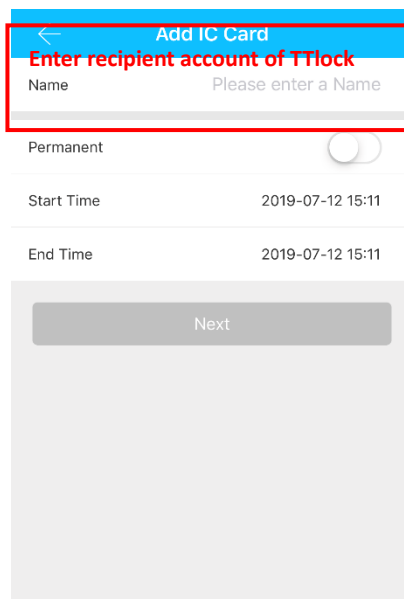 Add IC Card
Enter recipient account of TTlock
Name Please enter a Name
Permanent
Start Time 2019-07-12 15:11
End Time 2019-07-12 15:11
Next